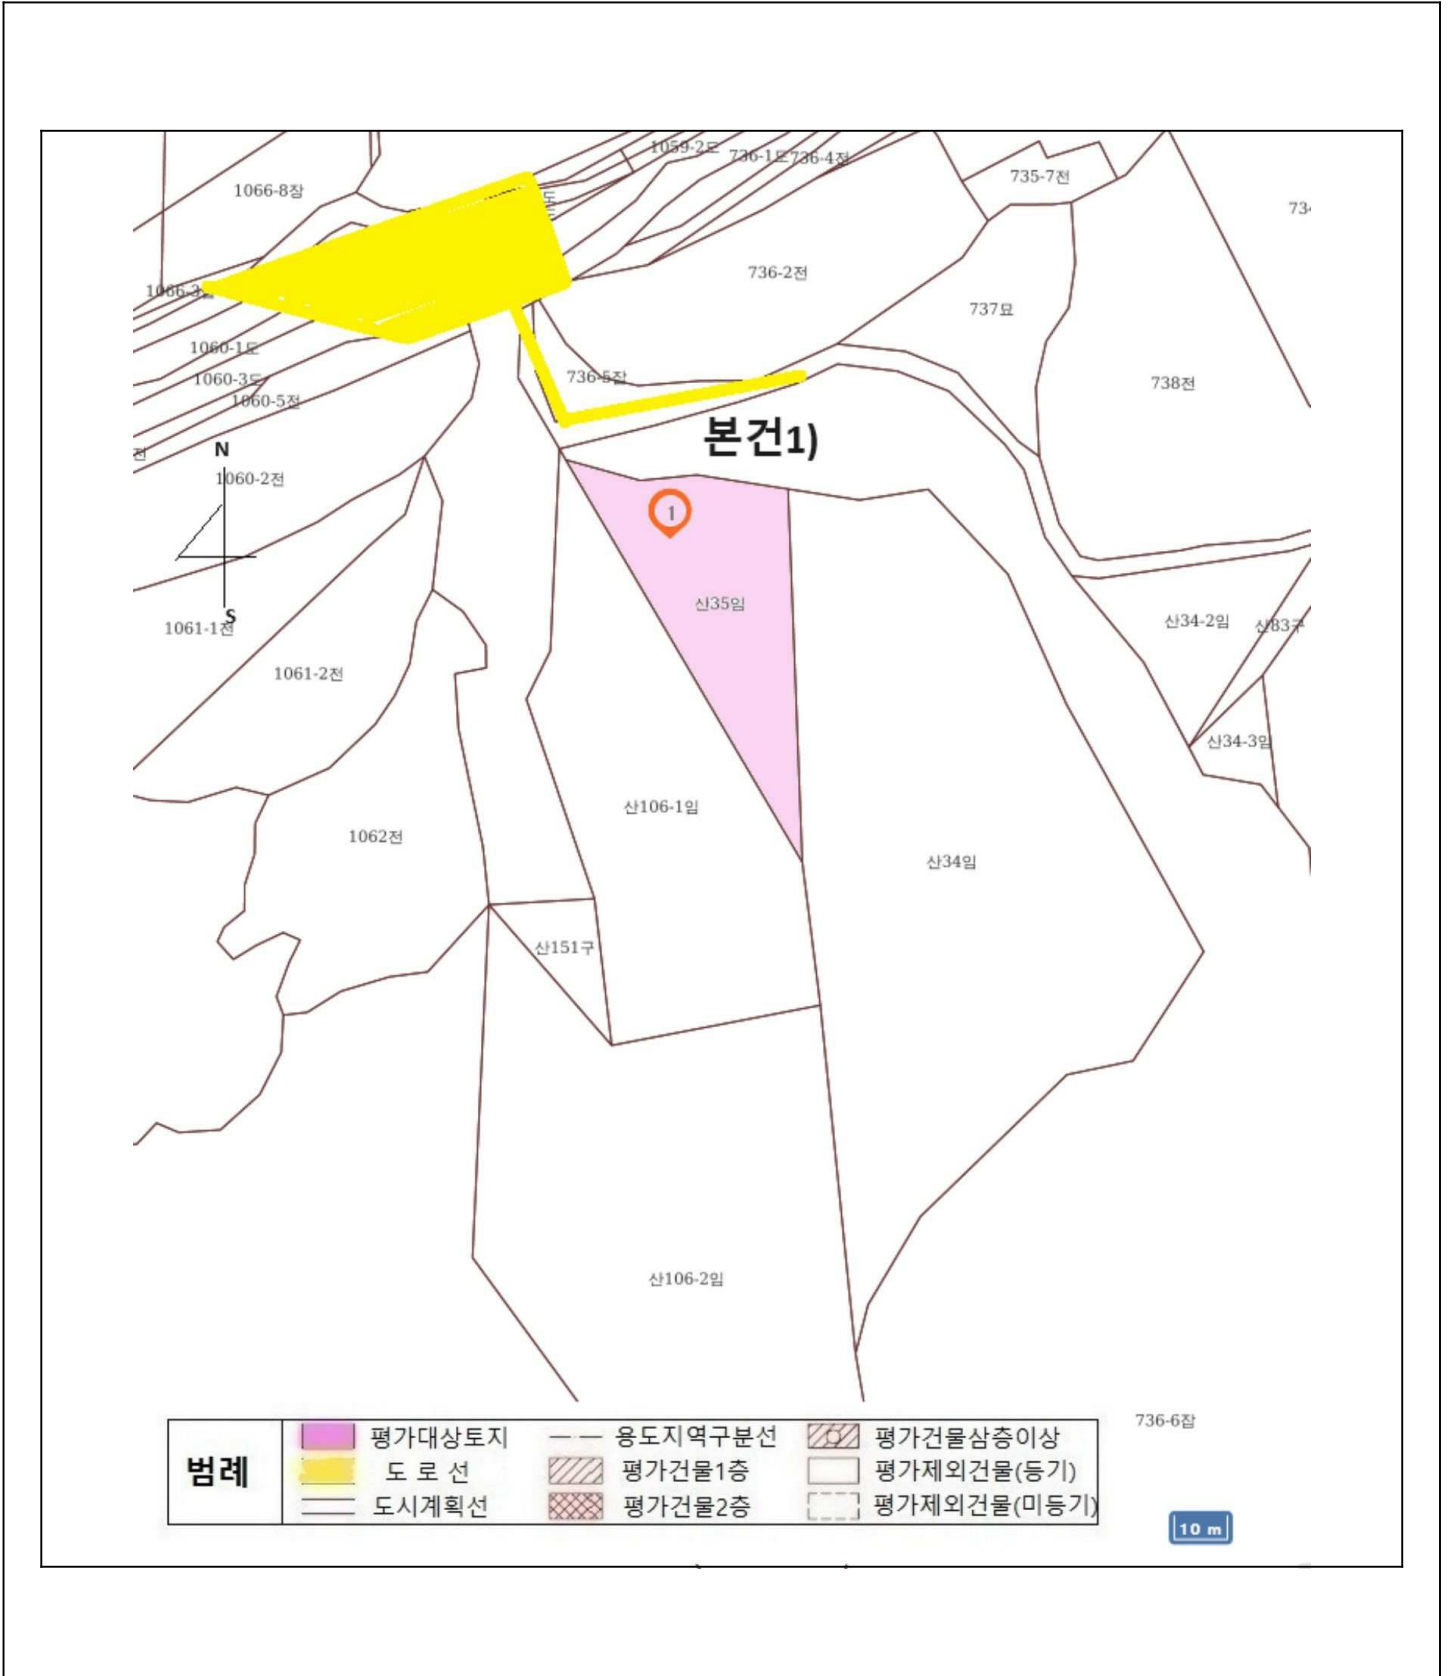 1059-2도
736-1도
736-4전
735-7전
1066-8장
도
73
736-2전
1066-3
737묘
1060-1도
736-5잡
1060-3도
738전
1060-5전
본건1)
N
전
1060-2전
1
산35임
S
1061-1전
산34-2임
산83구
1061-2전
산34-3임
산106-1임
1062전
산34임
산151구
산106-2임
736-6잡
범례
평가대상토지
용도지역구분선
평가건물삼층이상
도 로 선
평가건물1층
평가제외건물(등기)
도시계획선
평가건물2층
평가제외건물(미등기)
10 m